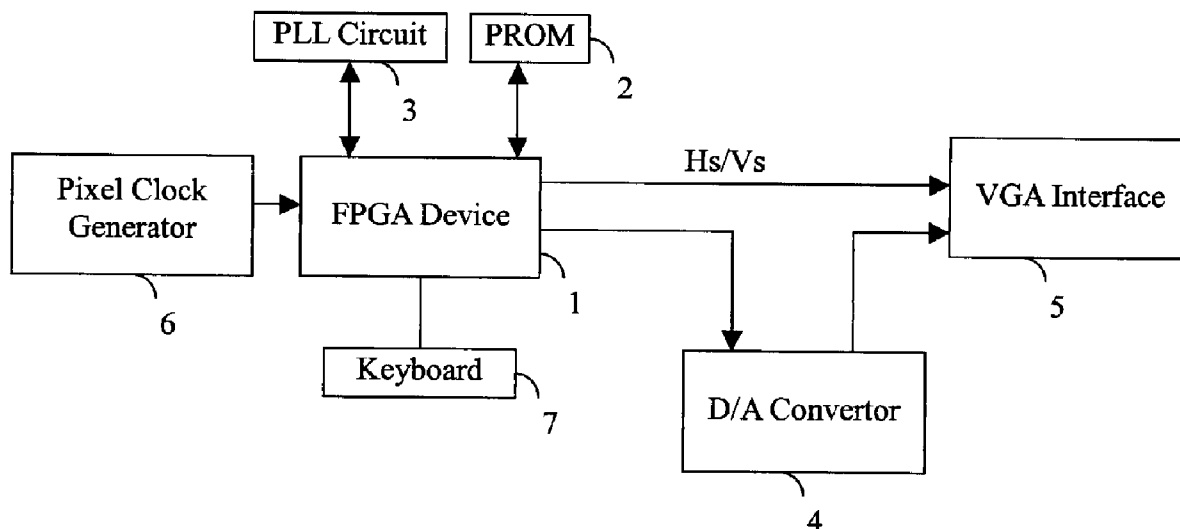 PLL Circuit
PROM
3
2
Pixel Clock
Generator
FPGA Device
Hs/Vs
VGA Interface
6
1
5
Keyboard
7
D/A Convertor
4